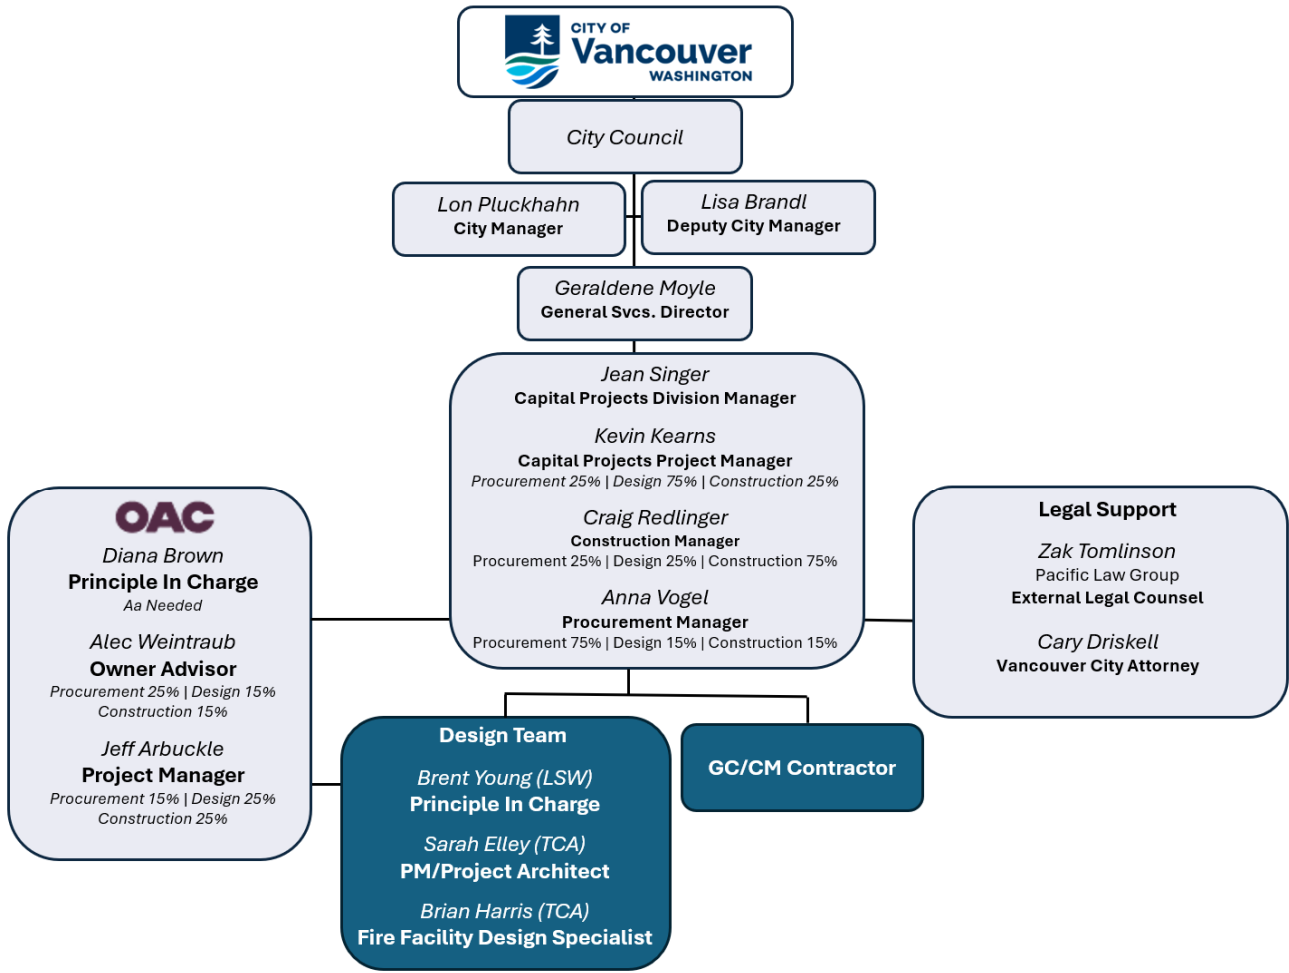 CITY OF
Vancouver
WASHINGTON
City Council
Lon Pluckhahn
City Manager
Lisa Brandl
Deputy City Manager
Geraldene Moyle
General Svcs. Director
Jean Singer
Capital Projects Division Manager
Kevin Kearns
Capital Projects Project Manager
Procurement 25% | Design 75% | Construction 25%
Craig Redlinger
Construction Manager
Procurement 25% | Design 25% | Construction 75%
Anna Vogel
Procurement Manager
Procurement 75% | Design 15% | Construction 15%
OAC
Diana Brown
Principle In Charge
Aa Needed
Alec Weintraub
Owner Advisor
Procurement 25% | Design 15%
Construction 15%
Jeff Arbuckle
Project Manager
Procurement 15% | Design 25%
Construction 25%
Legal Support
Zak Tomlinson
Pacific Law Group
External Legal Counsel
Cary Driskell
Vancouver City Attorney
Design Team
Brent Young (LSW)
Principle In Charge
Sarah Elley (TCA)
PM/Project Architect
Brian Harris (TCA)
Fire Facility Design Specialist
GC/CM Contractor